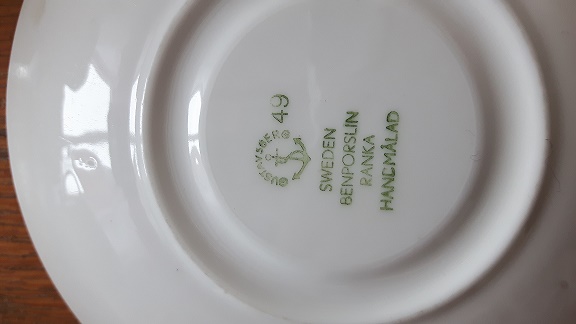 GUSTAVSBERG 49
SWEDEN
BENPORSLIN
RANKA
HANDMÅLAD